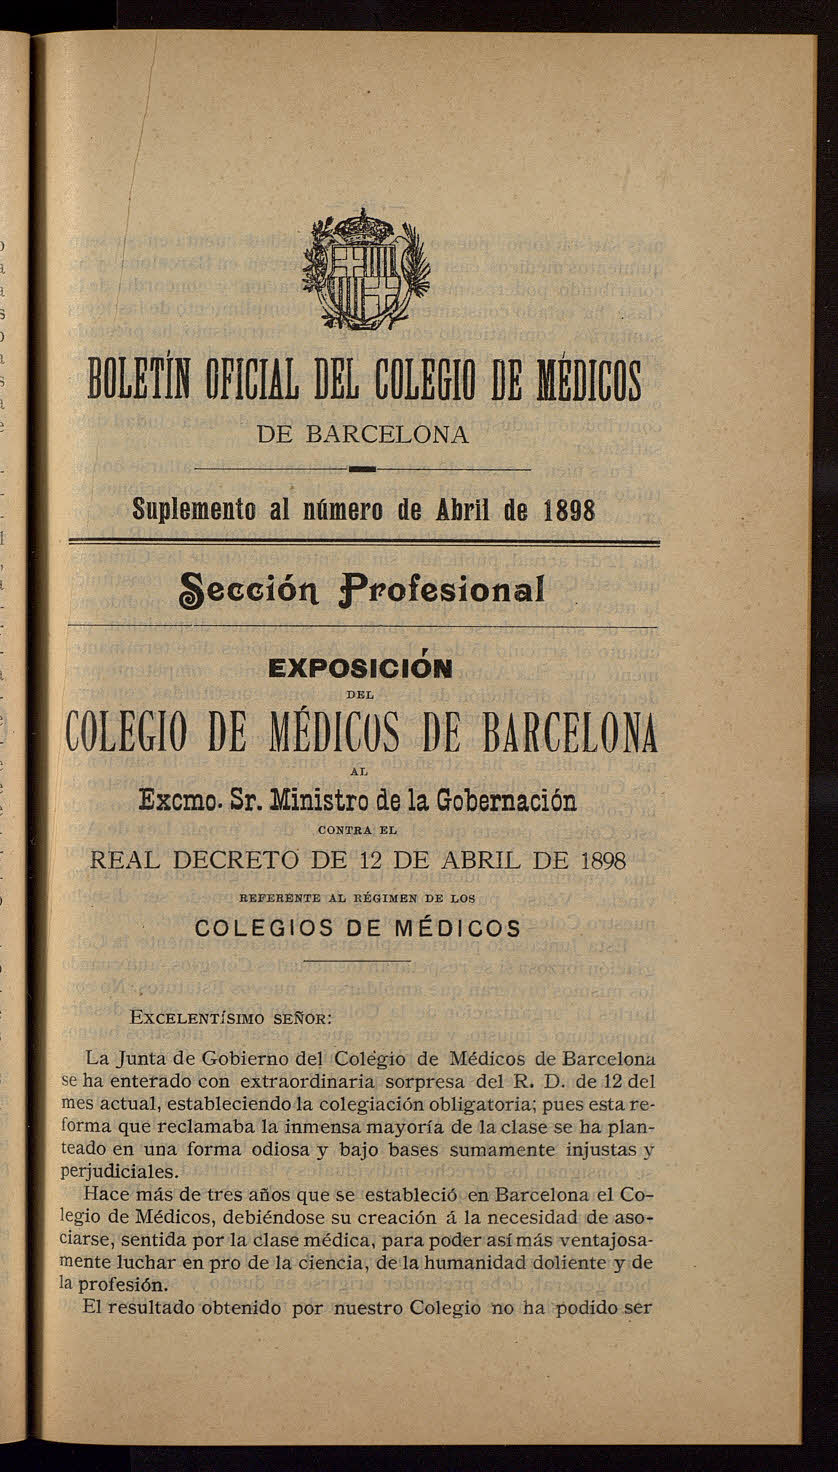 BOLETÍN OFICIAL DEL COLEGIO DE MÉDICOS
DE BARCELONA
Suplemento al número de Abril de 1898
Sección Profesional
EXPOSICIÓN
DEL
COLEGIO DE MÉDICOS DE BARCELONA
AL
Excmo. Sr. Ministro de la Gobernación
CONTRA EL
REAL DECRETO DE 12 DE ABRIL DE 1898
REFERENTE AL RÉGIMEN DE LOS
COLEGIOS DE MÉDICOS
EXCELENTÍSIMO SEÑOR:
La Junta de Gobierno del Colegio de Médicos de Barcelona
se ha enterado con extraordinaria sorpresa del R. D. de 12 del
mes actual, estableciendo la colegiación obligatoria; pues esta re-
forma que reclamaba la inmensa mayoría de la clase se ha plan-
teado en una forma odiosa y bajo bases sumamente injustas y
perjudiciales.
Hace más de tres años que se estableció en Barcelona el Co-
legio de Médicos, debiéndose su creación á la necesidad de aso-
ciarse, sentida por la clase médica, para poder así más ventajosa-
mente luchar en pro de la ciencia, de la humanidad doliente y de
la profesión.
El resultado obtenido por nuestro Colegio no ha podido ser